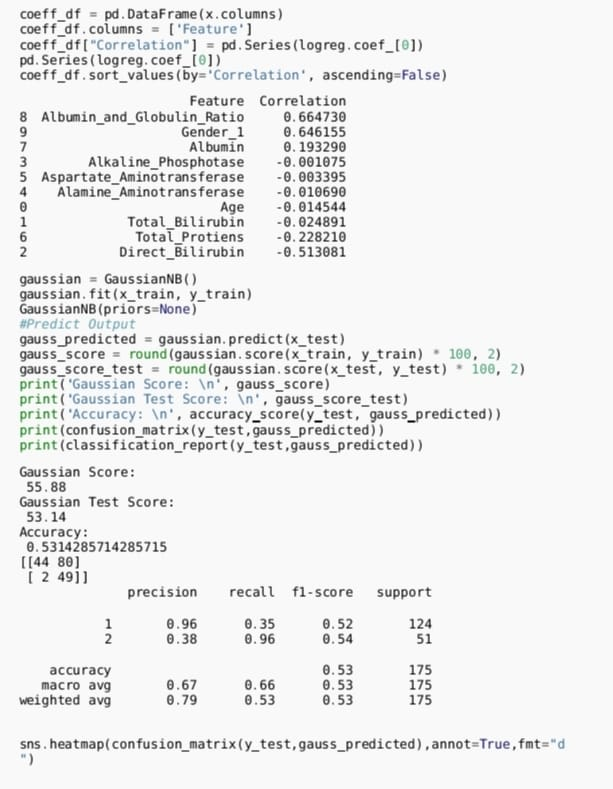 coeff_df = pd.DataFrame(x.columns)
coeff_df.columns = ['Feature']
coeff_df["Correlation"] = pd.Series(logreg.coef_[0])
pd.Series(logreg.coef_[0])
coeff_df.sort_values(by='Correlation', ascending=False)
Feature Correlation
8 Albumin_and_Globulin_Ratio 0.664730
9 Gender_1 0.646155
7 Albumin 0.193290
3 Alkaline_Phosphotase -0.001075
5 Aspartate_Aminotransferase -0.003395
4 Alamine_Aminotransferase -0.010690
0 Age -0.014544
1 Total_Bilirubin -0.024891
6 Total_Protiens -0.228210
2 Direct_Bilirubin -0.513081
gaussian = GaussianNB()
gaussian.fit(x_train, y_train)
GaussianNB(priors=None)
#Predict Output
gauss_predicted = gaussian.predict(x_test)
gauss_score = round(gaussian.score(x_train, y_train) * 100, 2)
gauss_score_test = round(gaussian.score(x_test, y_test) * 100, 2)
print('Gaussian Score: \n', gauss_score)
print('Gaussian Test Score: \n', gauss_score_test)
print('Accuracy: \n', accuracy_score(y_test, gauss_predicted))
print(confusion_matrix(y_test,gauss_predicted))
print(classification_report(y_test,gauss_predicted))
Gaussian Score:
55.88
Gaussian Test Score:
53.14
Accuracy:
0.5314285714285715
[[44 80]
[ 2 49]]
precision recall f1-score support
1 0.96 0.35 0.52 124
2 0.38 0.96 0.54 51
accuracy 0.53 175
macro avg 0.67 0.66 0.53 175
weighted avg 0.79 0.53 0.53 175
sns.heatmap(confusion_matrix(y_test,gauss_predicted),annot=True,fmt="d
")